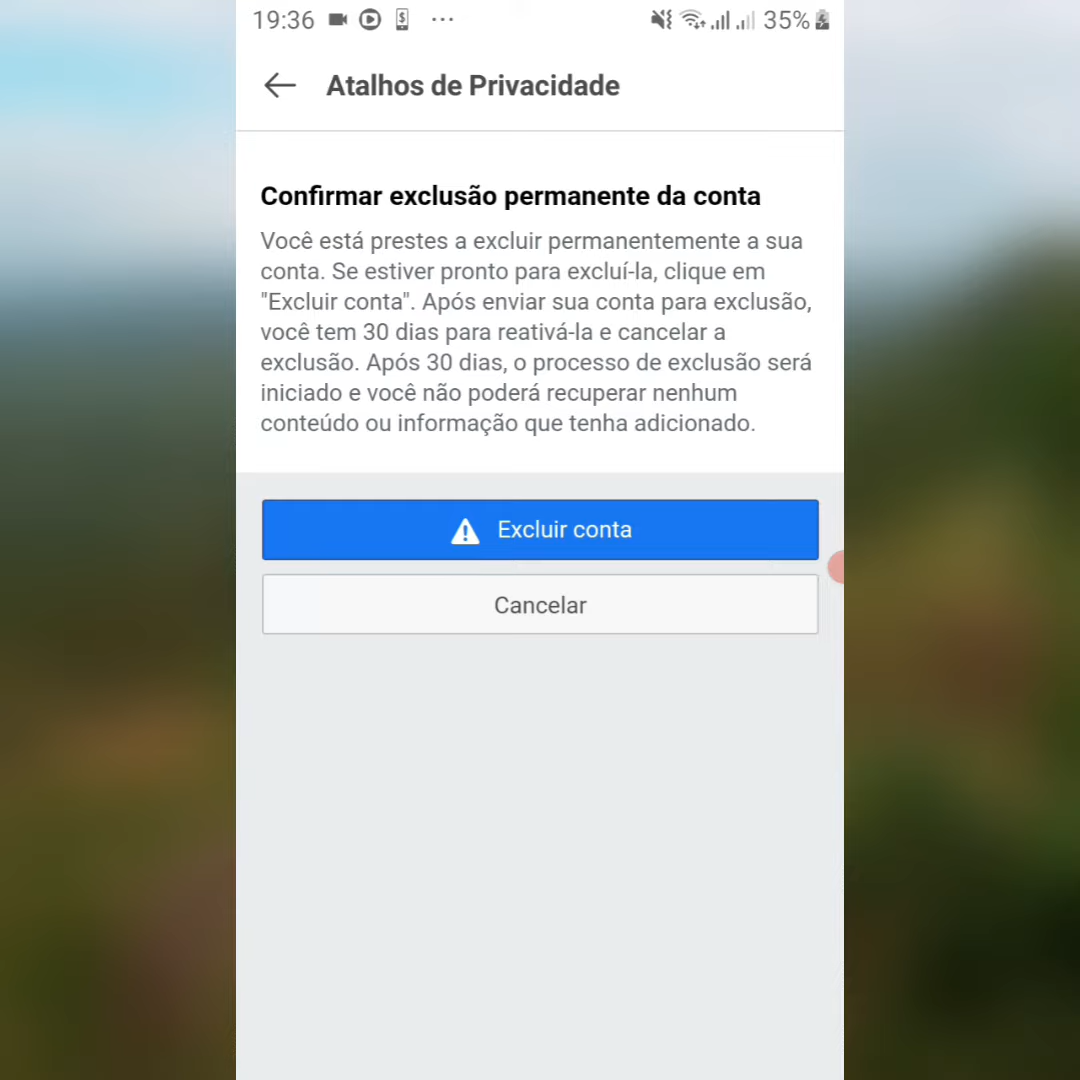 19:36 ... 35%
Atalhos de Privacidade
Confirmar exclusão permanente da conta
Você está prestes a excluir permanentemente a sua
conta. Se estiver pronto para excluí-la, clique em
"Excluir conta". Após enviar sua conta para exclusão,
você tem 30 dias para reativá-la e cancelar a
exclusão. Após 30 dias, o processo de exclusão será
iniciado e você não poderá recuperar nenhum
conteúdo ou informação que tenha adicionado.
Excluir conta
Cancelar